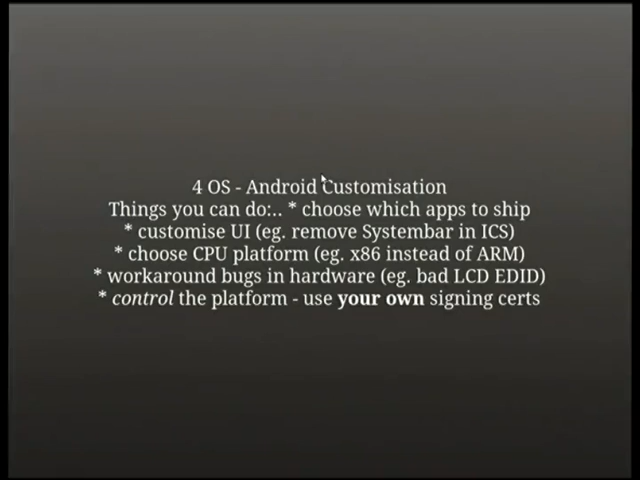 4 OS - Android Customisation
Things you can do:.. * choose which apps to ship
* customise UI (eg. remove Systembar in ICS)
* choose CPU platform (eg. x86 instead of ARM)
* workaround bugs in hardware (eg. bad LCD EDID)
* control the platform - use your own signing certs